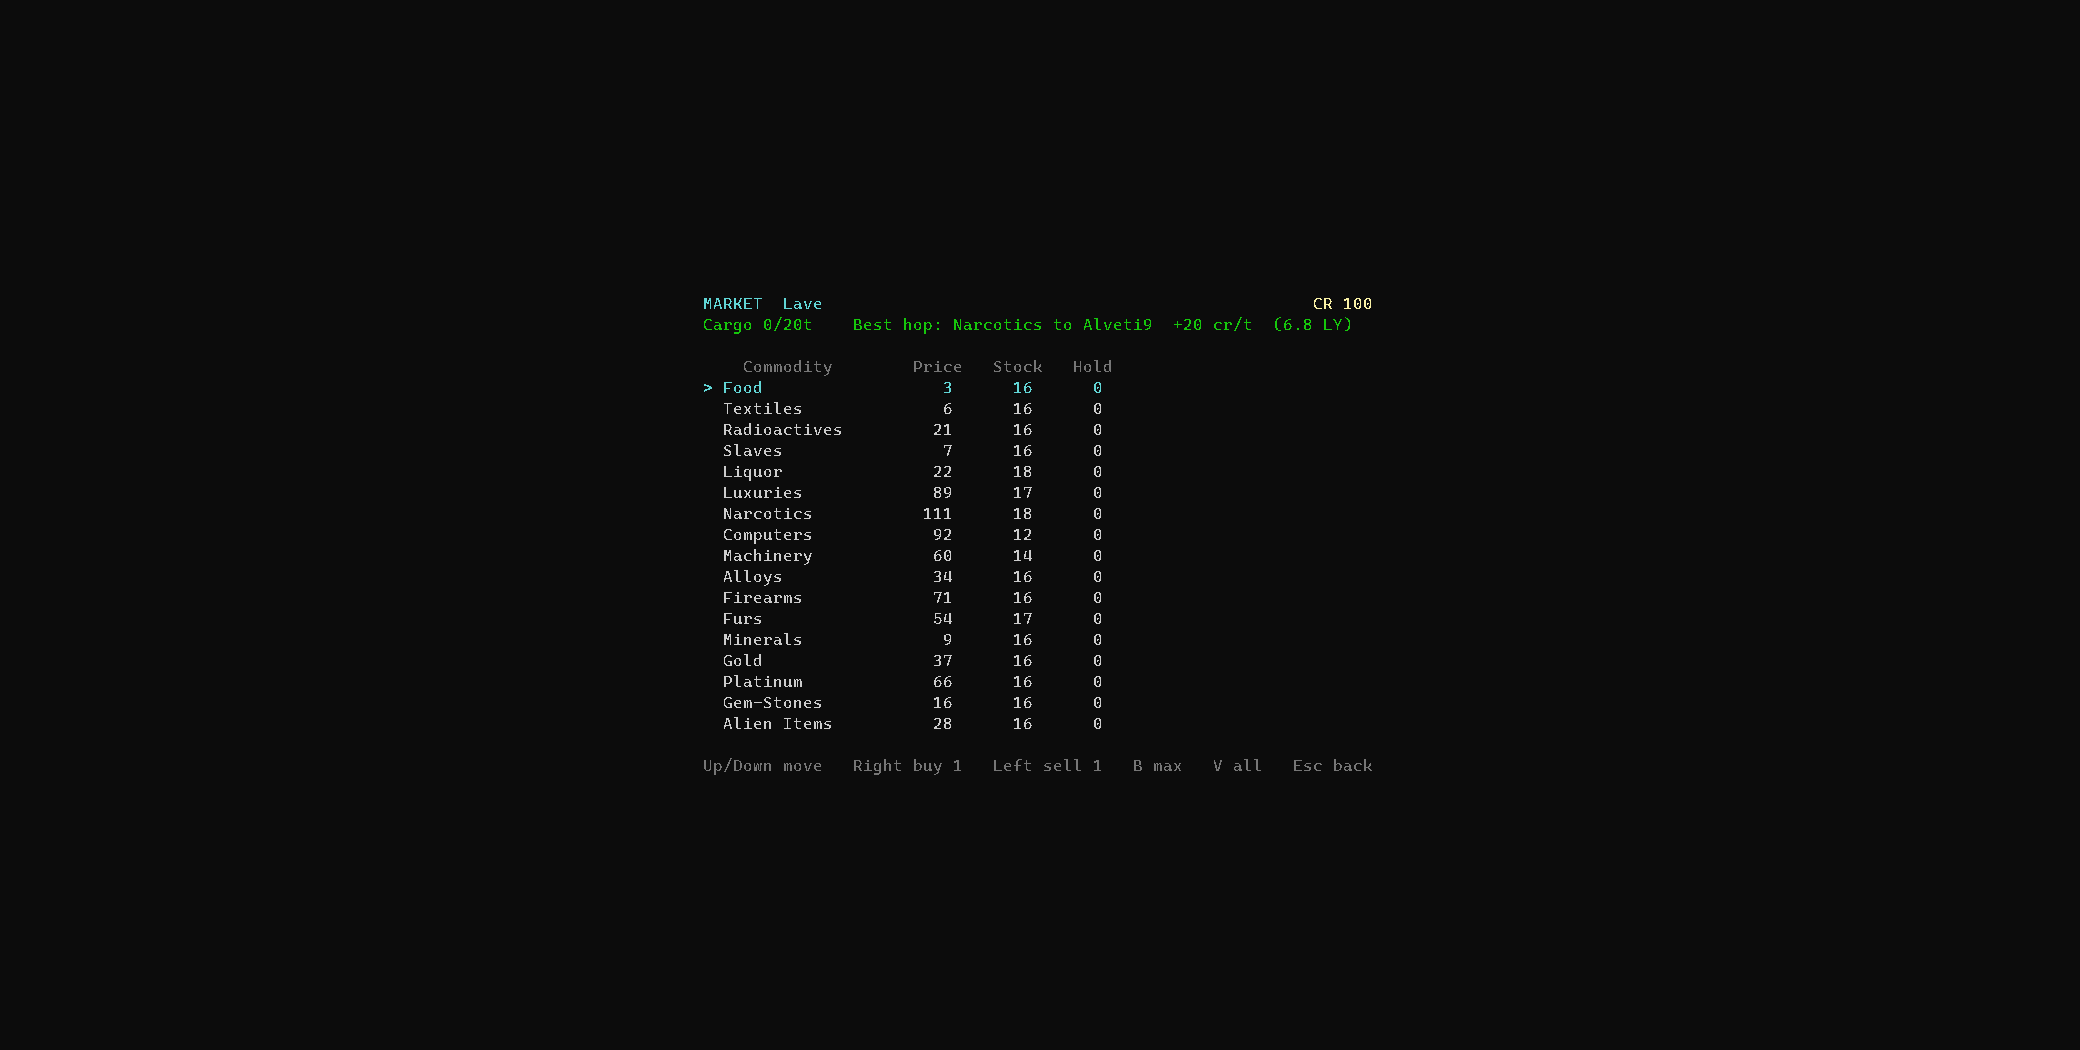 MARKET  Lave                                                 CR 100
Cargo 0/20t    Best hop: Narcotics to Alveti9  +20 cr/t  (6.8 LY)
    Commodity        Price   Stock   Hold
> Food                  3      16      0
  Textiles              6      16      0
  Radioactives         21      16      0
  Slaves                7      16      0
  Liquor               22      18      0
  Luxuries             89      17      0
  Narcotics           111      18      0
  Computers            92      12      0
  Machinery            60      14      0
  Alloys               34      16      0
  Firearms             71      16      0
  Furs                 54      17      0
  Minerals              9      16      0
  Gold                 37      16      0
  Platinum             66      16      0
  Gem-Stones           16      16      0
  Alien Items          28      16      0
Up/Down move   Right buy 1   Left sell 1   B max   V all   Esc back